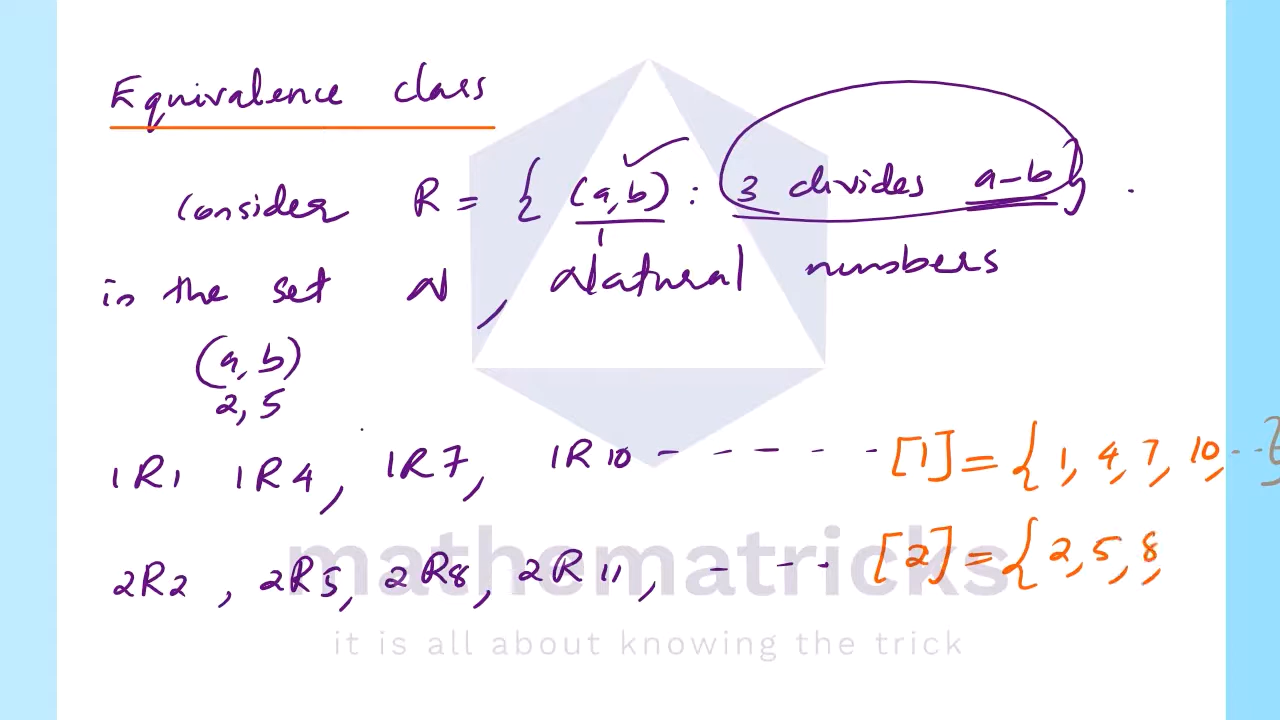 Equivalence class
Consider R = { (a,b) : 3 divides a-b }.
in the set N, Natural numbers
(a, b)
2, 5
1R1 1R4, 1R7, 1R10 - - - - - - [1] = { 1, 4, 7, 10, ...}
2R2, 2R5, 2R8, 2R11, - - - - [2] = { 2, 5, 8,
mathematricks
it is all about knowing the trick